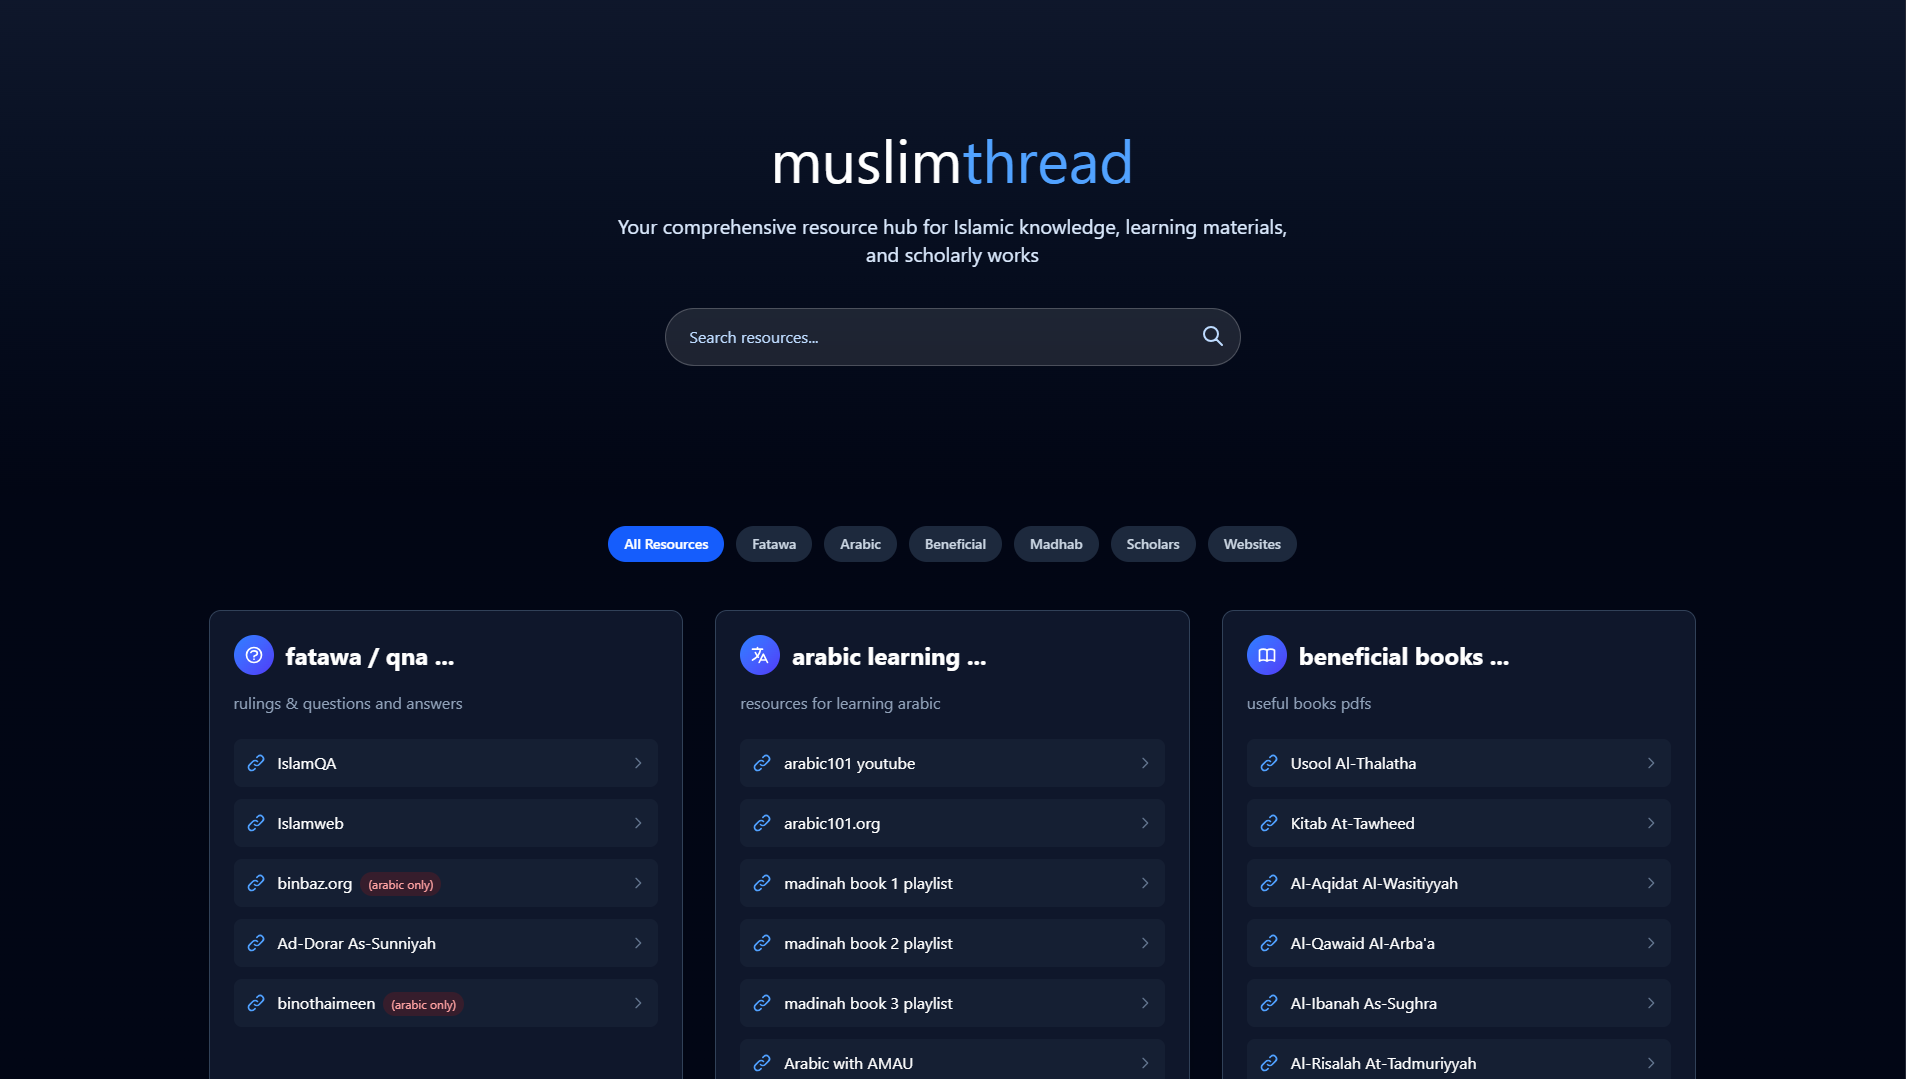 muslimthread
Your comprehensive resource hub for Islamic knowledge, learning materials,
and scholarly works
Search resources...
All Resources Fatawa Arabic Beneficial Madhab Scholars Websites
fatawa / qna ...
rulings & questions and answers
IslamQA
Islamweb
binbaz.org (arabic only)
Ad-Dorar As-Sunniyah
binothaimeen (arabic only)
arabic learning ...
resources for learning arabic
arabic101 youtube
arabic101.org
madinah book 1 playlist
madinah book 2 playlist
madinah book 3 playlist
Arabic with AMAU
beneficial books ...
useful books pdfs
Usool Al-Thalatha
Kitab At-Tawheed
Al-Aqidat Al-Wasitiyyah
Al-Qawaid Al-Arba'a
Al-Ibanah As-Sughra
Al-Risalah At-Tadmuriyyah